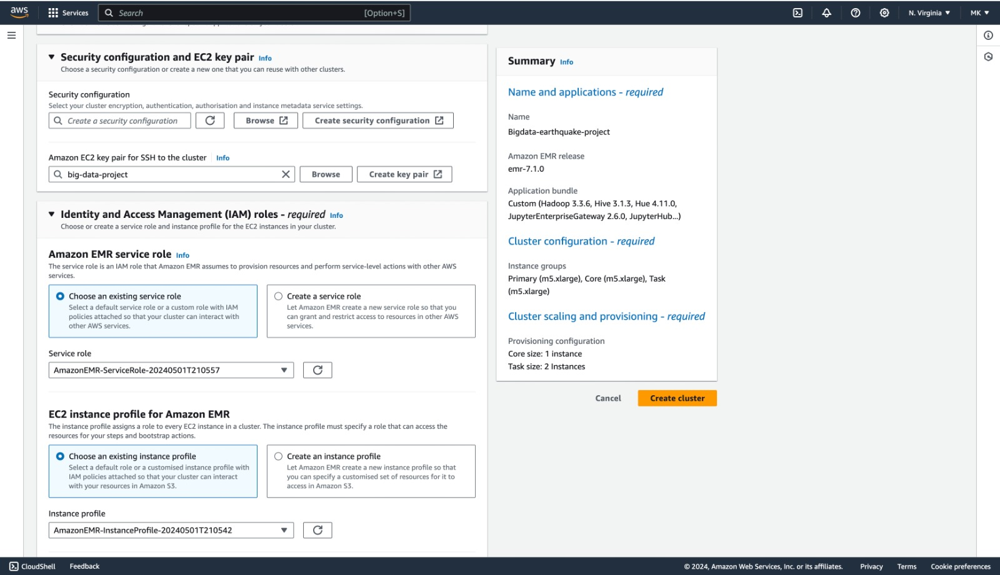 aws
Services
Search
[Option+S]
N. Virginia
MK
Security configuration and EC2 key pair Info
Choose a security configuration or create a new one that you can reuse with other clusters.
Security configuration
Select your cluster encryption, authentication, authorisation and instance metadata service settings.
Create a security configuration
Browse
Create security configuration
Amazon EC2 key pair for SSH to the cluster Info
big-data-project
Browse
Create key pair
Identity and Access Management (IAM) roles - required Info
Choose or create a service role and instance profile for the EC2 instances in your cluster.
Amazon EMR service role Info
The service role is an IAM role that Amazon EMR assumes to provision resources and perform service-level actions with other AWS
services.
Choose an existing service role
Select a default service role or a custom role with IAM
policies attached so that your cluster can interact with
other AWS services.
Create a service role
Let Amazon EMR create a new service role so that you
can grant and restrict access to resources in other AWS
services.
Service role
AmazonEMR-ServiceRole-20240501T210557
EC2 instance profile for Amazon EMR
The instance profile assigns a role to every EC2 instance in a cluster. The instance profile must specify a role that can access the
resources for your steps and bootstrap actions.
Choose an existing instance profile
Select a default role or a customised instance profile with
IAM policies attached so that your cluster can interact
with your resources in Amazon S3.
Create an instance profile
Let Amazon EMR create a new instance profile so that
you can specify a customised set of resources for it to
access in Amazon S3.
Instance profile
AmazonEMR-InstanceProfile-20240501T210542
Summary Info
Name and applications - required
Name
Bigdata-earthquake-project
Amazon EMR release
emr-7.1.0
Application bundle
Custom (Hadoop 3.3.6, Hive 3.1.3, Hue 4.11.0,
JupyterEnterpriseGateway 2.6.0, JupyterHub...)
Cluster configuration - required
Instance groups
Primary (m5.xlarge), Core (m5.xlarge), Task
(m5.xlarge)
Cluster scaling and provisioning - required
Provisioning configuration
Core size: 1 instance
Task size: 2 Instances
Cancel
Create cluster
CloudShell
Feedback
© 2024, Amazon Web Services, Inc. or its affiliates.
Privacy
Terms
Cookie preferences